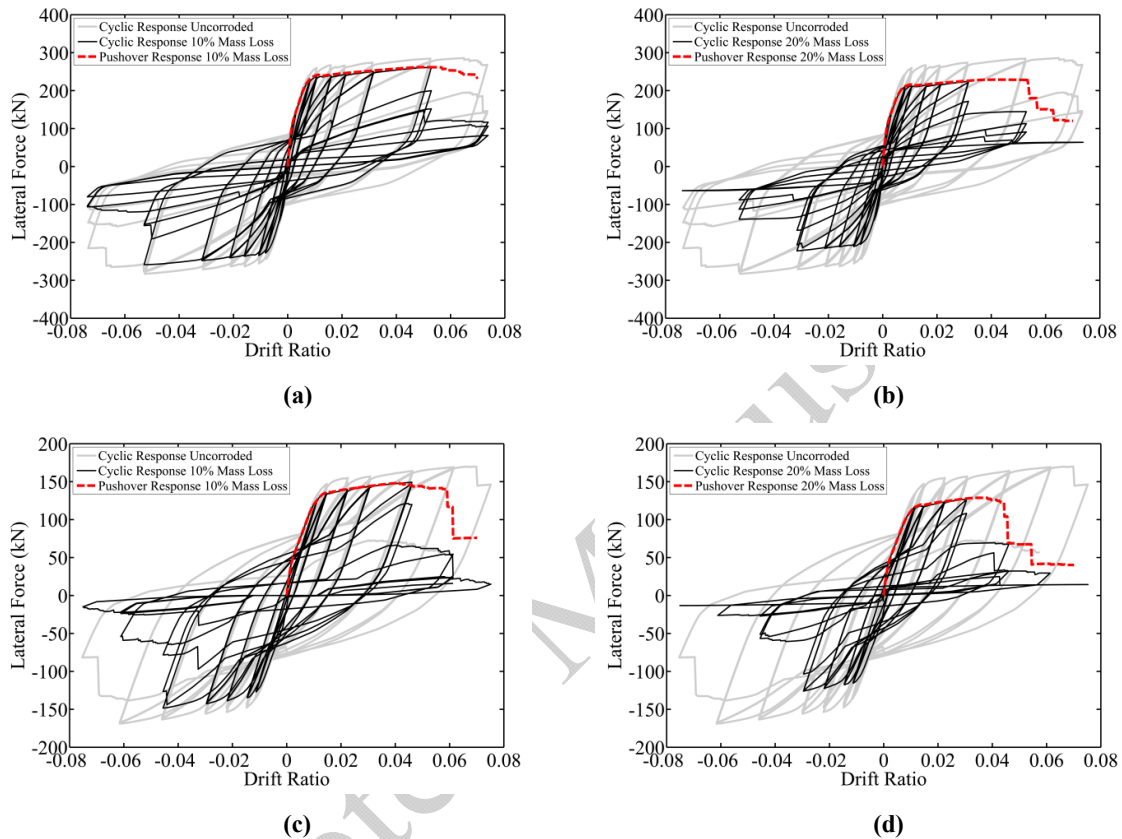 400
300
200
100
0
-100
-200
-300
-400
Lateral Force (kN)
Cyclic Response Uncorroded
Cyclic Response 10% Mass Loss
Pushover Response 10% Mass Loss
-0.08 -0.06 -0.04 -0.02 0 0.02 0.04 0.06 0.08
Drift Ratio
(a)
400
300
200
100
0
-100
-200
-300
-400
Lateral Force (kN)
Cyclic Response Uncorroded
Cyclic Response 20% Mass Loss
Pushover Response 20% Mass Loss
-0.08 -0.06 -0.04 -0.02 0 0.02 0.04 0.06 0.08
Drift Ratio
(b)
200
150
100
50
0
-50
-100
-150
-200
Lateral Force (kN)
Cyclic Response Uncorroded
Cyclic Response 10% Mass Loss
Pushover Response 10% Mass Loss
-0.08 -0.06 -0.04 -0.02 0 0.02 0.04 0.06 0.08
Drift Ratio
(c)
200
150
100
50
0
-50
-100
-150
-200
Lateral Force (kN)
Cyclic Response Uncorroded
Cyclic Response 20% Mass Loss
Pushover Response 20% Mass Loss
-0.08 -0.06 -0.04 -0.02 0 0.02 0.04 0.06 0.08
Drift Ratio
(d)